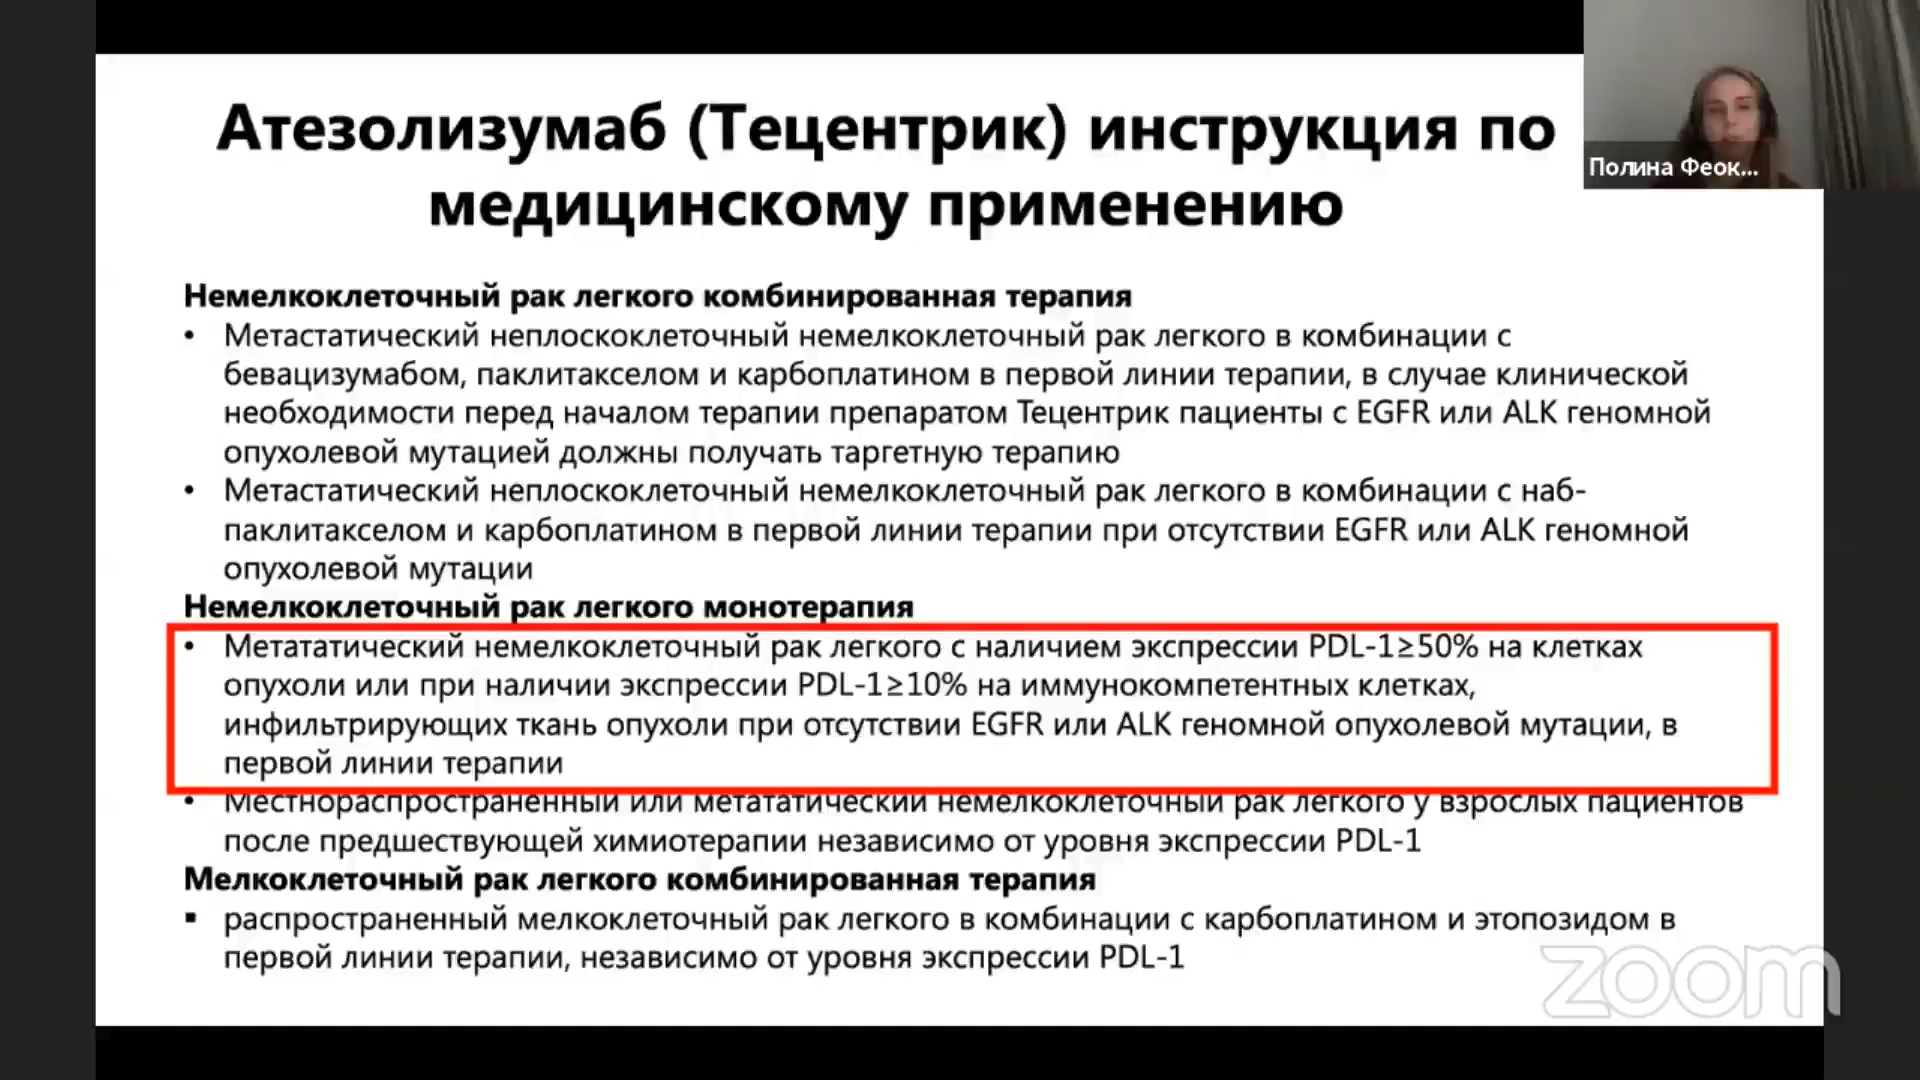 Атезолизумаб (Тецентрик) инструкция по
медицинскому применению
Полина Феок...
Немелкоклеточный рак легкого комбинированная терапия
• Метастатический неплоскоклеточный немелкоклеточный рак легкого в комбинации с
бевацизумабом, паклитакселом и карбоплатином в первой линии терапии, в случае клинической
необходимости перед началом терапии препаратом Тецентрик пациенты с EGFR или ALK геномной
опухолевой мутацией должны получать таргетную терапию
• Метастатический неплоскоклеточный немелкоклеточный рак легкого в комбинации с наб-
паклитакселом и карбоплатином в первой линии терапии при отсутствии EGFR или ALK геномной
опухолевой мутации
Немелкоклеточный рак легкого монотерапия
• Метататический немелкоклеточный рак легкого с наличием экспрессии PDL-1≥50% на клетках
опухоли или при наличии экспрессии PDL-1≥10% на иммунокомпетентных клетках,
инфильтрирующих ткань опухоли при отсутствии EGFR или ALK геномной опухолевой мутации, в
первой линии терапии
• Местнораспространенный или метататический немелкоклеточный рак легкого у взрослых пациентов
после предшествующей химиотерапии независимо от уровня экспрессии PDL-1
Мелкоклеточный рак легкого комбинированная терапия
▪ распространенный мелкоклеточный рак легкого в комбинации с карбоплатином и этопозидом в
первой линии терапии, независимо от уровня экспрессии PDL-1
zoom